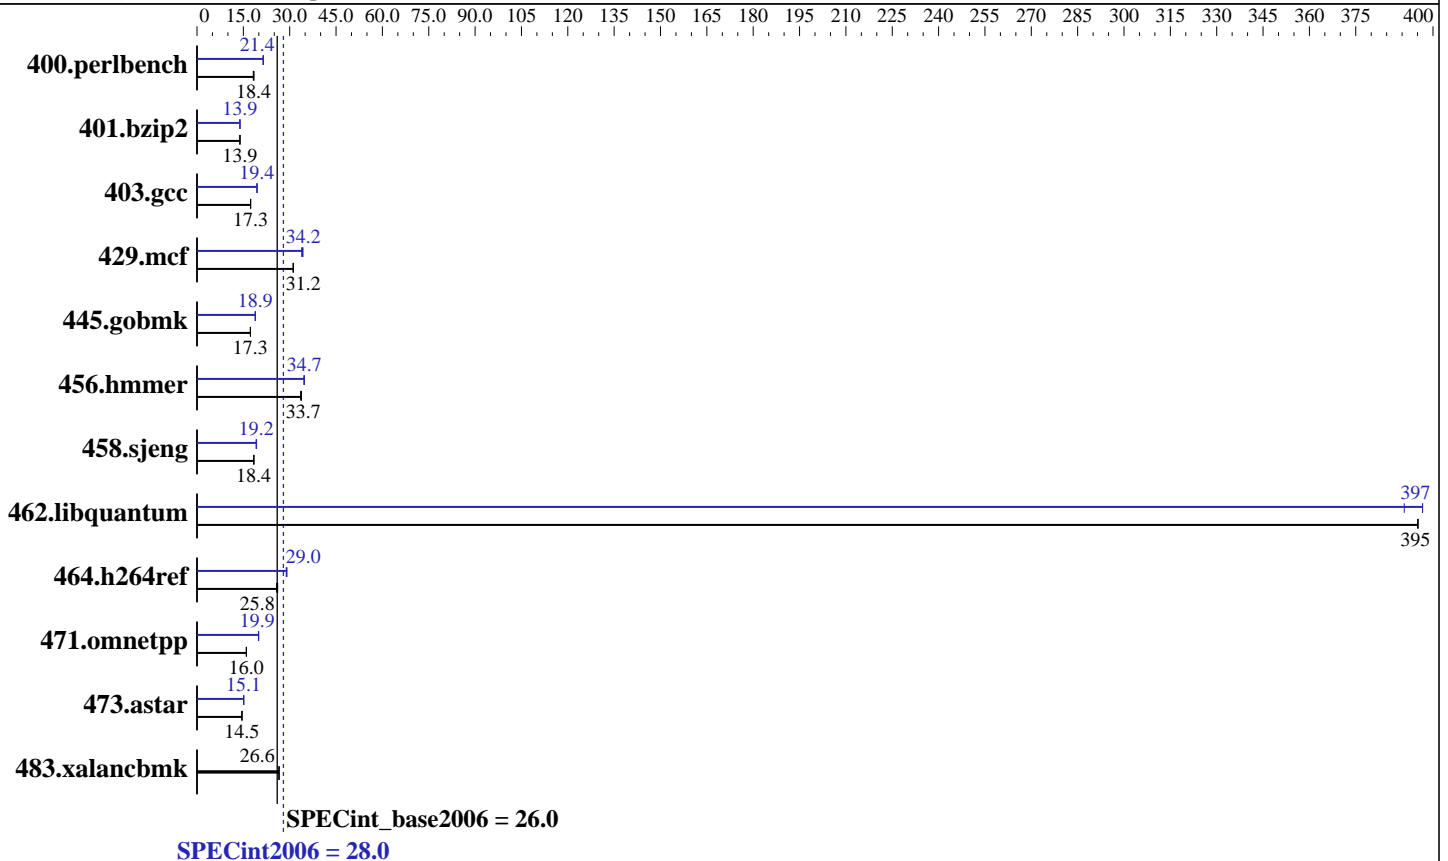 0 15.0 30.0 45.0 60.0 75.0 90.0 105 120 135 150 165 180 195 210 225 240 255 270 285 300 315 330 345 360 375 400
21.4
400.perlbench
18.4
13.9
401.bzip2
13.9
19.4
403.gcc
17.3
34.2
429.mcf
31.2
18.9
445.gobmk
17.3
34.7
456.hmmer
33.7
19.2
458.sjeng
18.4
397
462.libquantum
395
29.0
464.h264ref
25.8
19.9
471.omnetpp
16.0
15.1
473.astar
14.5
26.6
483.xalancbmk
SPECint_base2006 = 26.0
SPECint2006 = 28.0